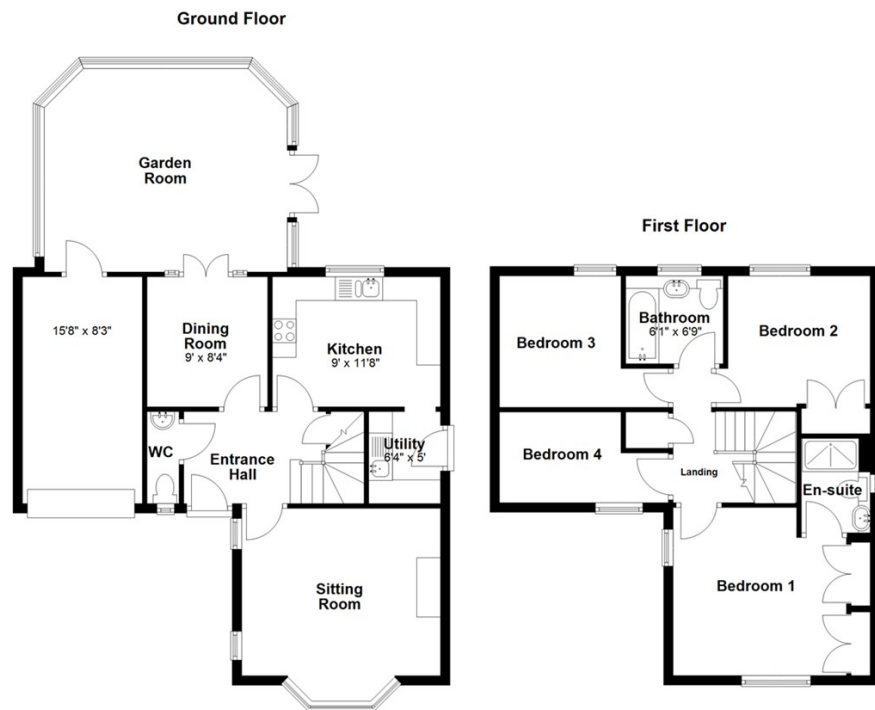 Ground Floor
Garden
Room
15'8" x 8'3"
Dining
Room
9' x 8'4"
Kitchen
9' x 11'8"
WC
Entrance
Hall
Utility
6'4" x 5'
Sitting
Room
First Floor
Bedroom 3
Bathroom
6'1" x 6'9"
Bedroom 2
Bedroom 4
Landing
En-suite
Bedroom 1